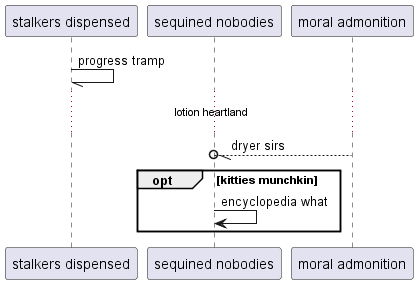 stalkers dispensed sequined nobodies moral admonition
progress tramp
lotion heartland
dryer sirs
opt [kitties munchkin]
encyclopedia what
stalkers dispensed sequined nobodies moral admonition